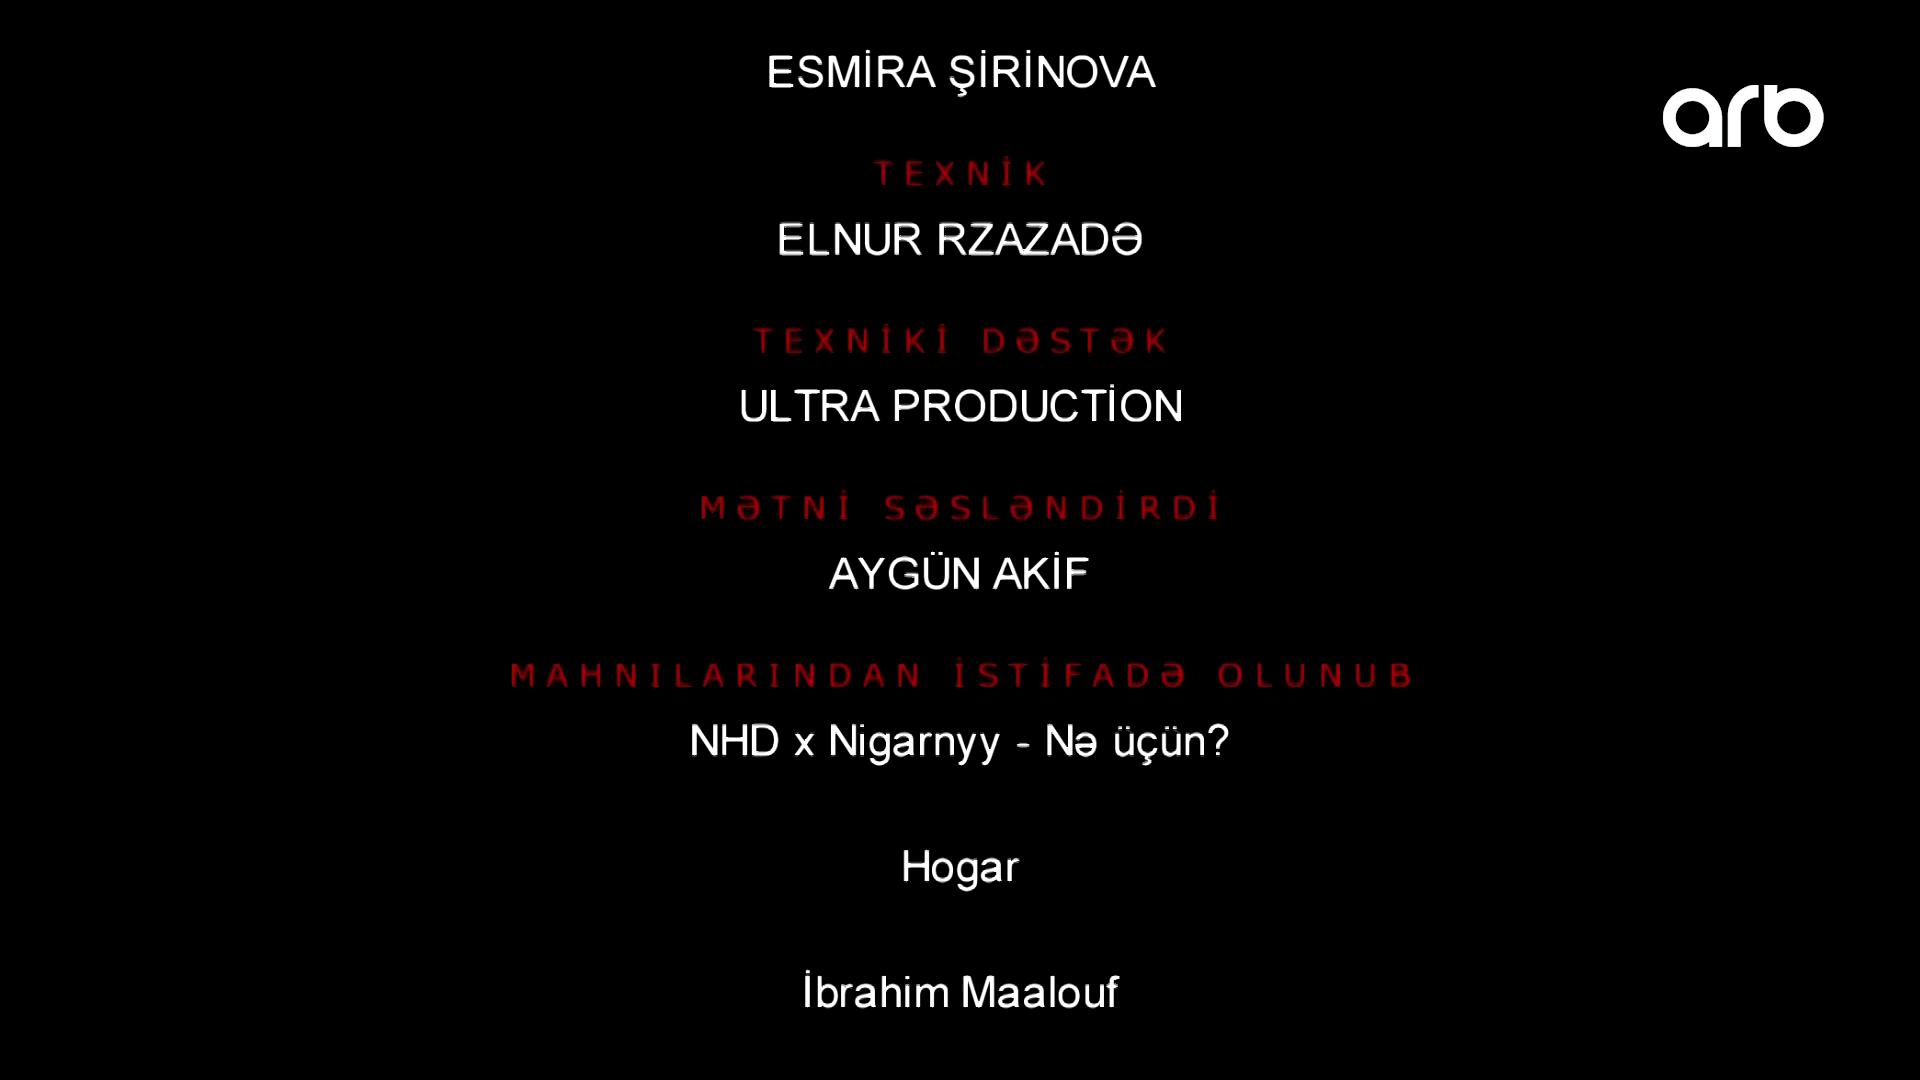 ESMİRA ŞİRİNOVA
arb
TEXNİK
ELNUR RZAZADƏ
TEXNİKİ DƏSTƏK
ULTRA PRODUCTİON
MƏTNİ SƏSLƏNDİRDİ
AYGÜN AKİF
MAHNILARINDAN İSTİFADƏ OLUNUB
NHD x Nigarnyy - Nə üçün?
Hogar
İbrahim Maalouf